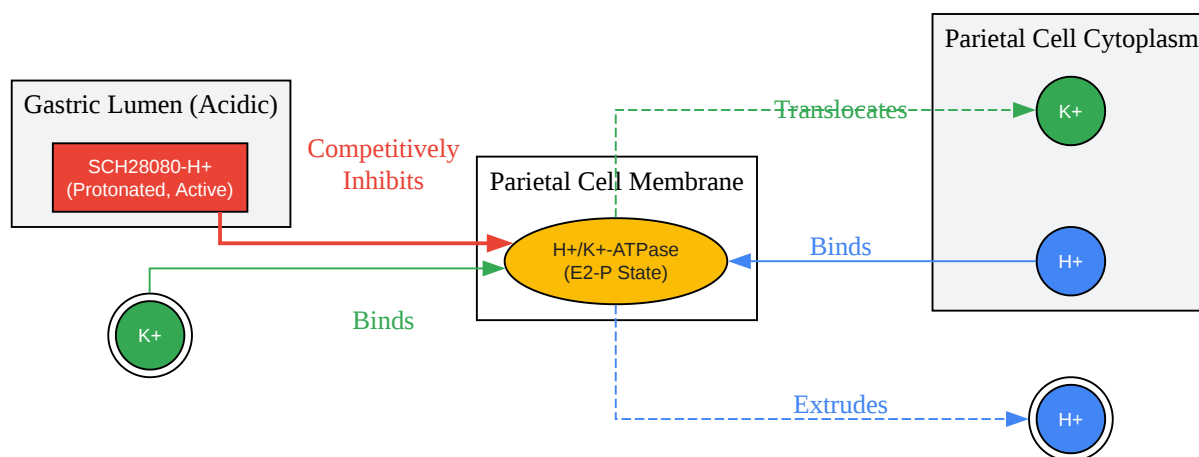 Parietal Cell Cytoplasm
Gastric Lumen (Acidic)
K+
Translocates
SCH28080-H+
(Protonated, Active)
Competitively
Inhibits
Parietal Cell Membrane
H+/K+-ATPase
(E2-P State)
Binds
H+
K+
Binds
Extrudes
H+